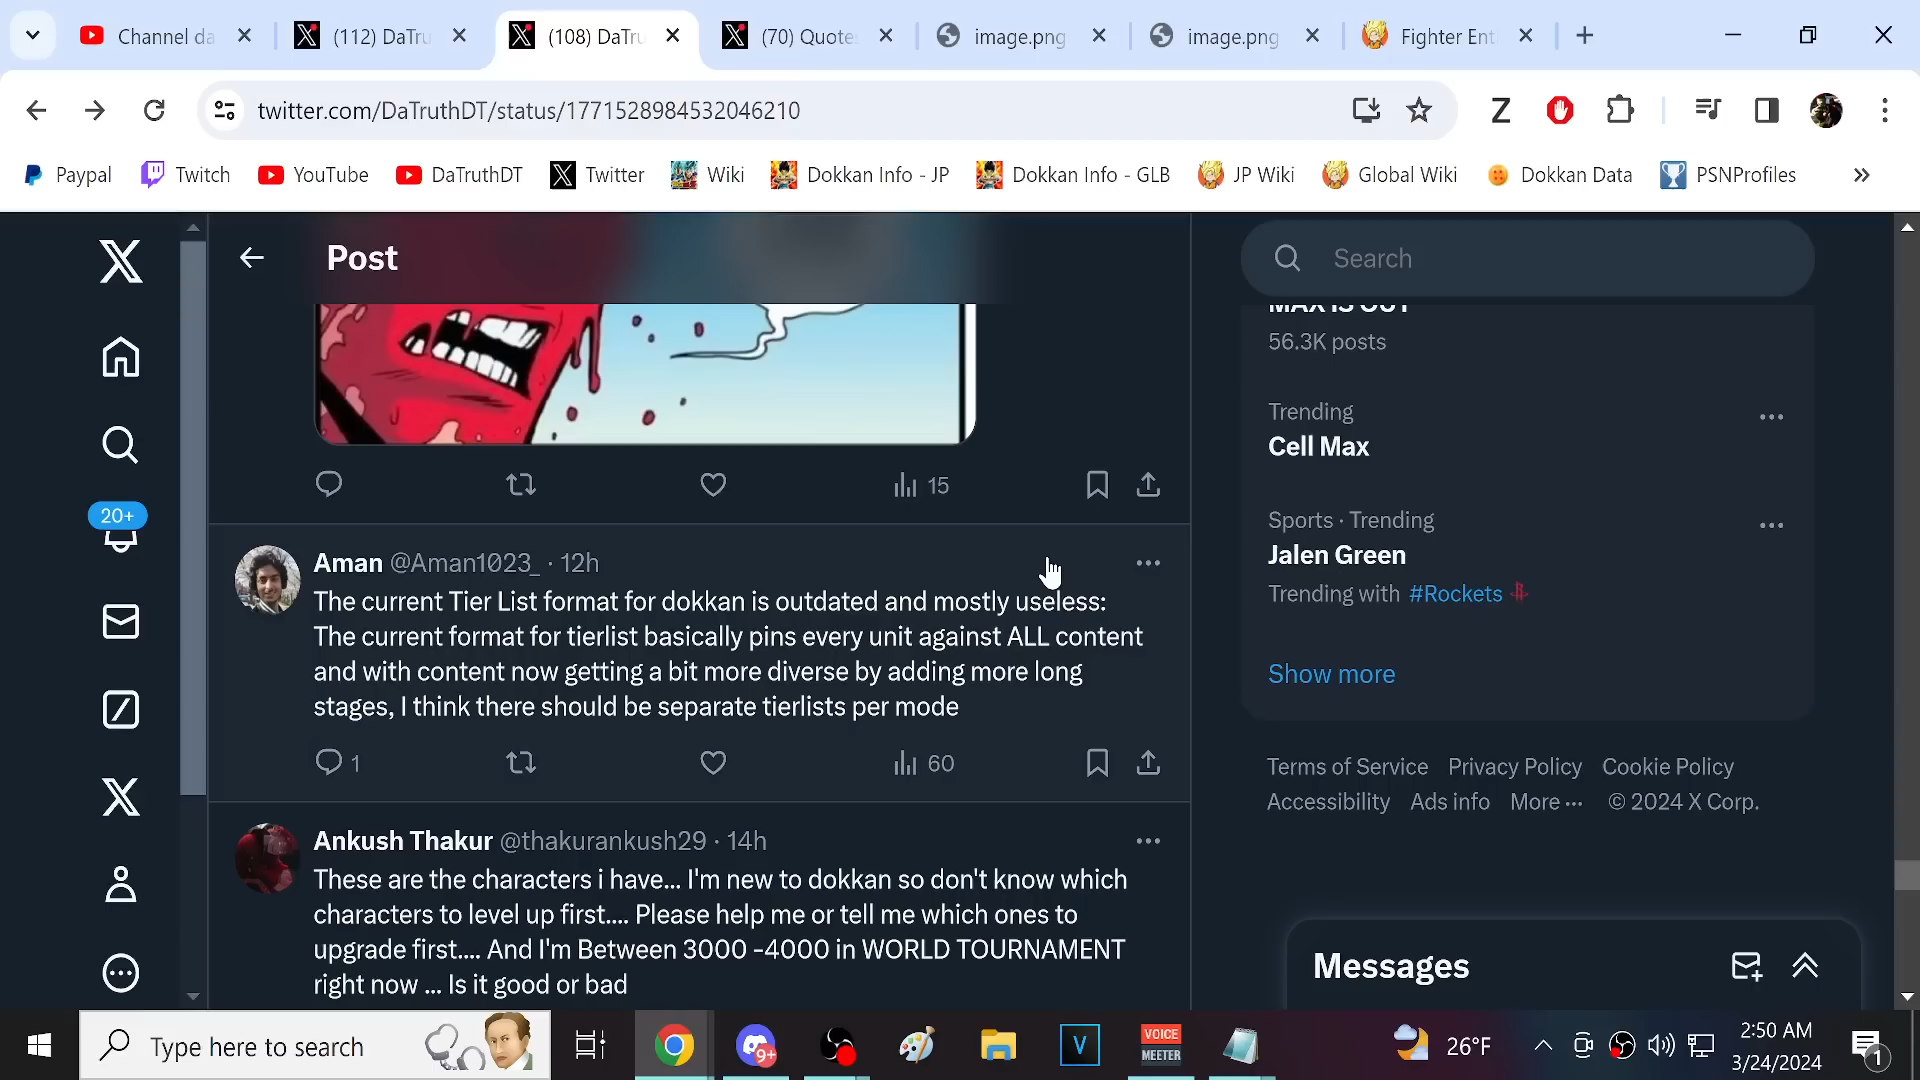 Channel da
(112) DaTru
(108) DaTru
(70) Quote
image.png
image.png
Fighter Ent
twitter.com/DaTruthDT/status/1771528984532046210
Z
Paypal
Twitch
YouTube
DaTruthDT
Twitter
Wiki
Dokkan Info - JP
Dokkan Info - GLB
JP Wiki
Global Wiki
Dokkan Data
PSNProfiles
Post
Search
MAX IS OUT
56.3K posts
Trending
Cell Max
Sports · Trending
Jalen Green
Trending with #Rockets
Show more
Terms of Service Privacy Policy Cookie Policy
Accessibility Ads info More ··· © 2024 X Corp.
Messages
20+
15
Aman @Aman1023_ · 12h
The current Tier List format for dokkan is outdated and mostly useless:
The current format for tierlist basically pins every unit against ALL content
and with content now getting a bit more diverse by adding more long
stages, I think there should be separate tierlists per mode
1
60
Ankush Thakur @thakurankush29 · 14h
These are the characters i have... I'm new to dokkan so don't know which
characters to level up first.... Please help me or tell me which ones to
upgrade first.... And I'm Between 3000 -4000 in WORLD TOURNAMENT
right now ... Is it good or bad
Type here to search
9+
V
VOICE
MEETER
26°F
2:50 AM
3/24/2024
1